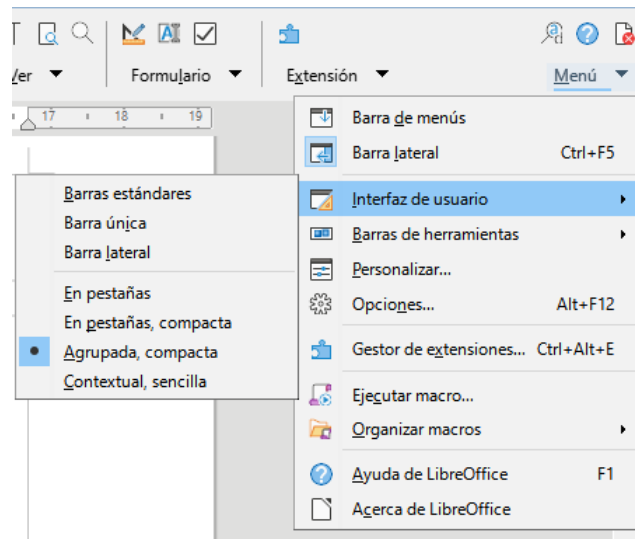 Ver Formulario Extensión Menú
17 18 19
Barra de menús
Barra lateral Ctrl+F5
Interfaz de usuario
Barras de herramientas
Personalizar...
Opciones... Alt+F12
Gestor de extensiones... Ctrl+Alt+E
Ejecutar macro...
Organizar macros
Ayuda de LibreOffice F1
Acerca de LibreOffice
Barras estándares
Barra única
Barra lateral
En pestañas
En pestañas, compacta
Agrupada, compacta
Contextual, sencilla